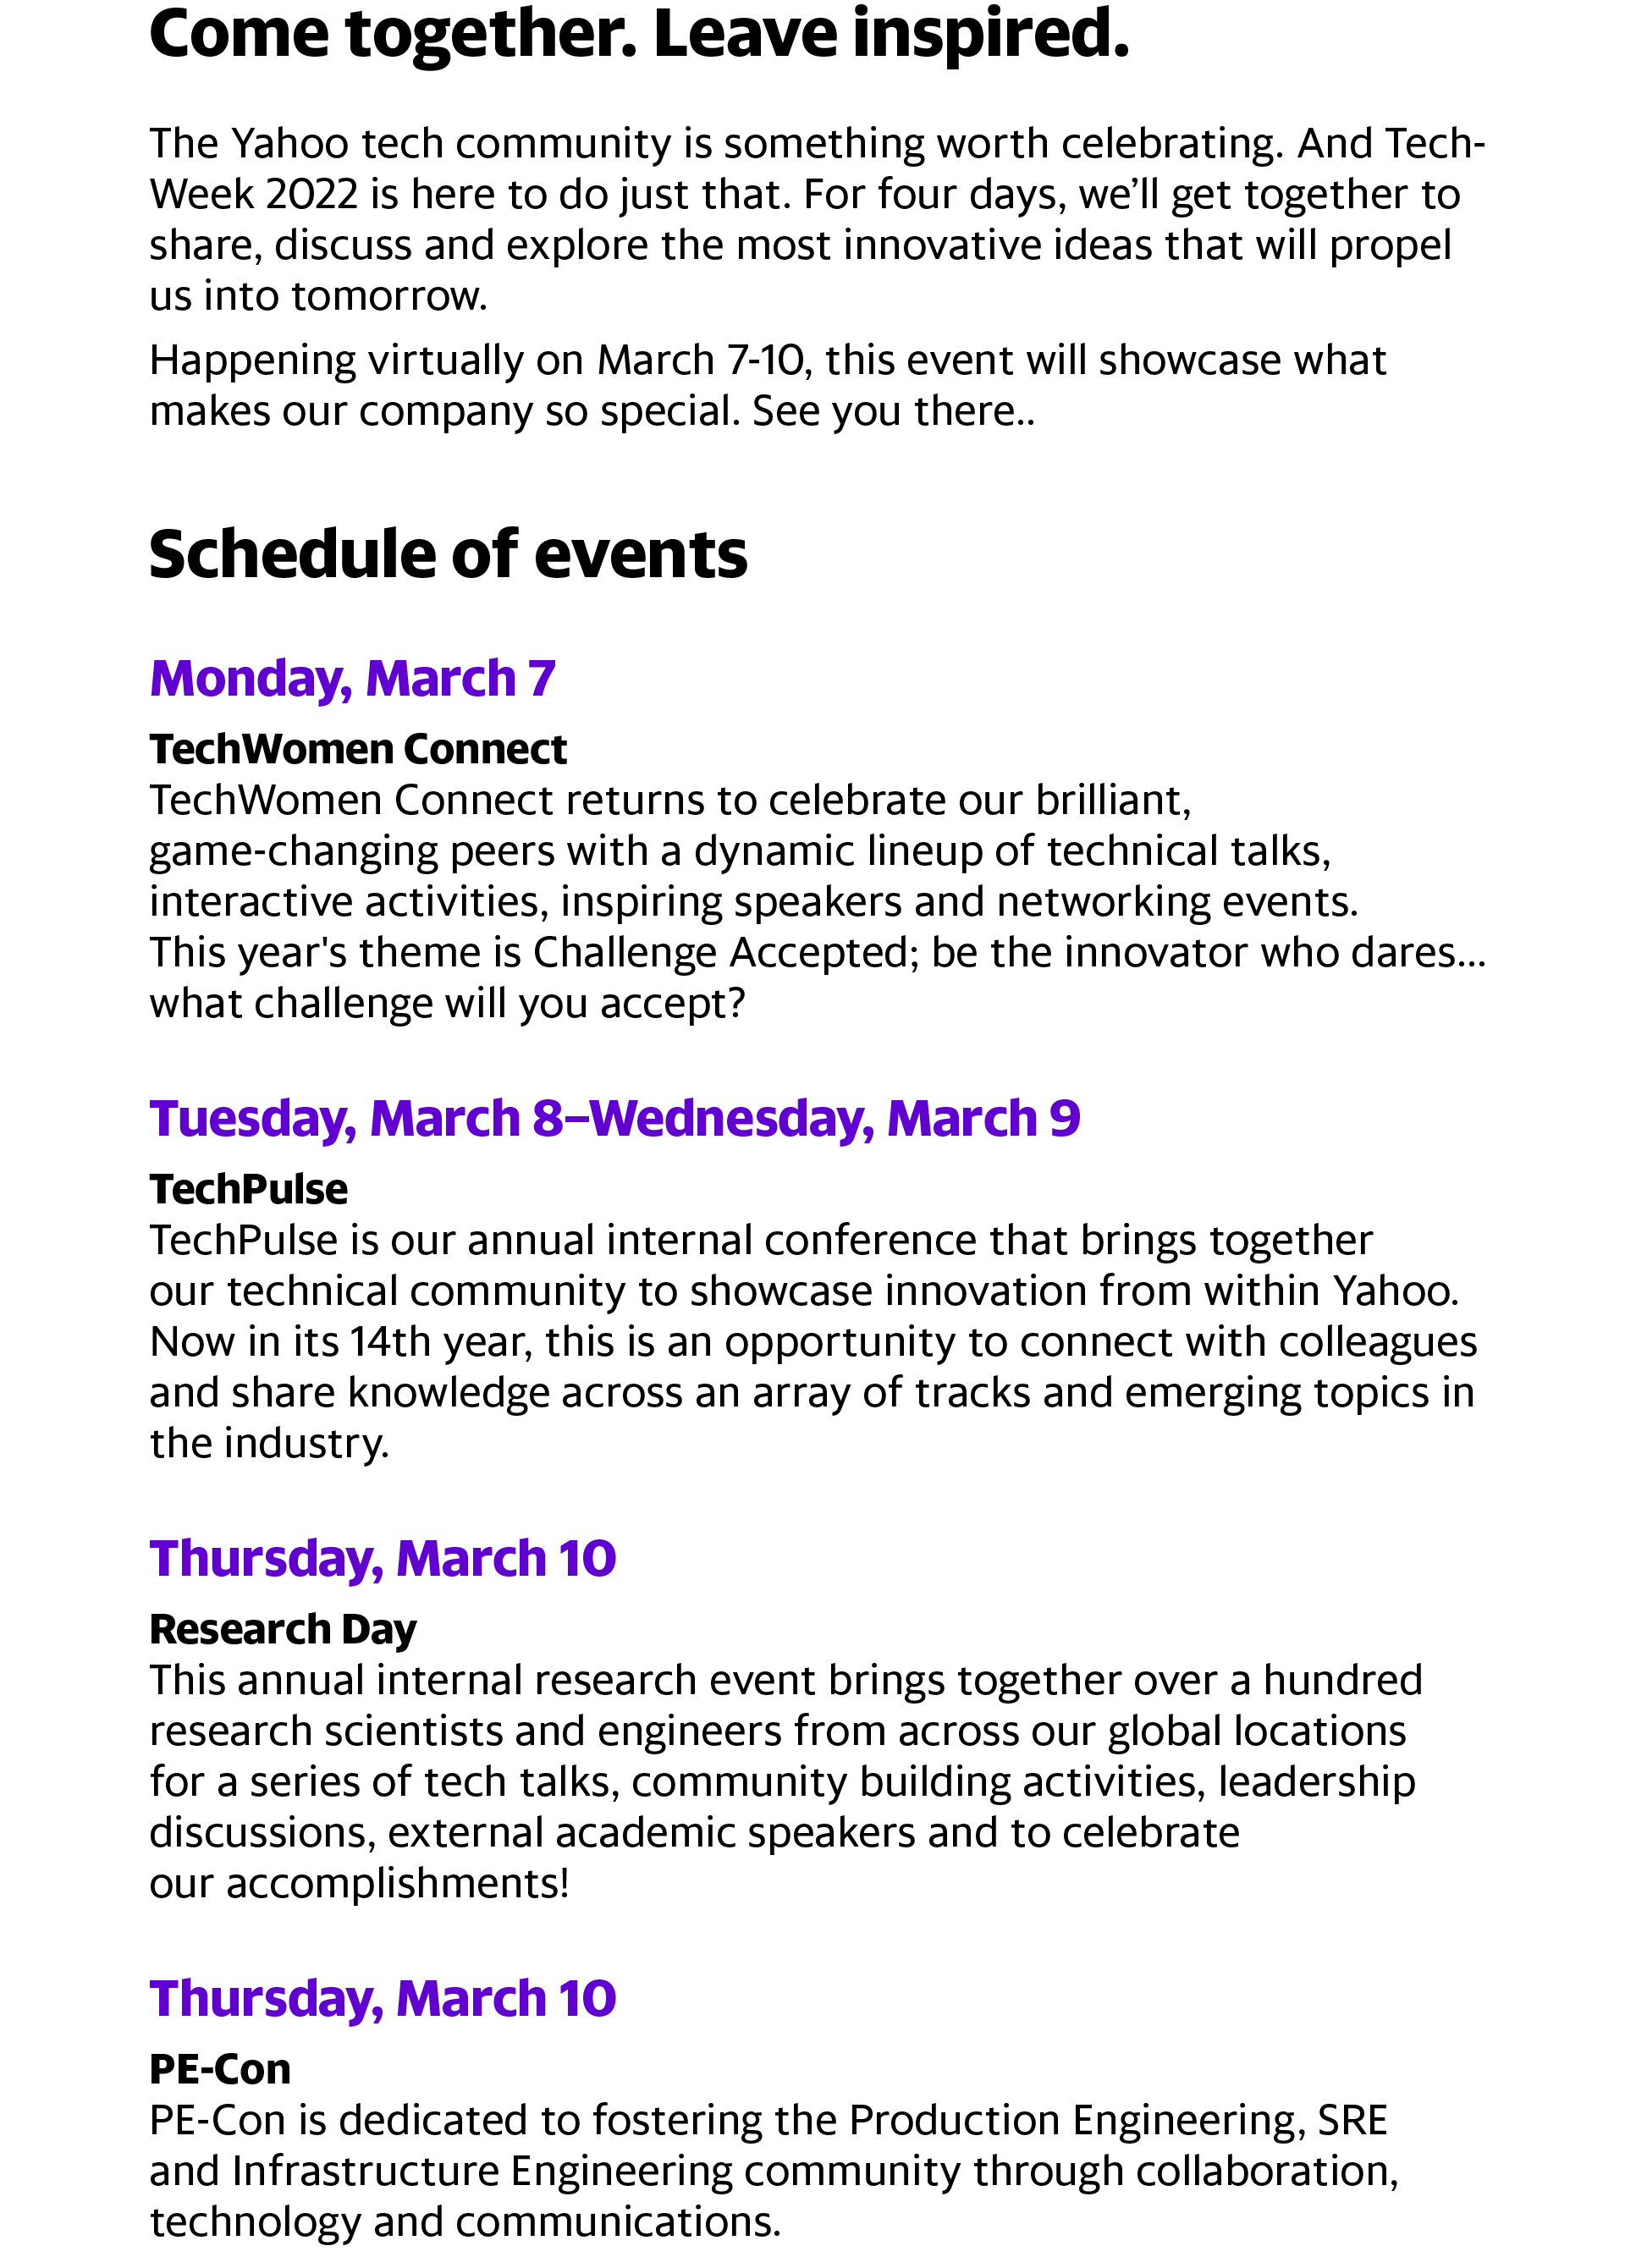 Come together. Leave inspired.
The Yahoo tech community is something worth celebrating. And Tech-
Week 2022 is here to do just that. For four days, we’ll get together to
share, discuss and explore the most innovative ideas that will propel
us into tomorrow.
Happening virtually on March 7-10, this event will showcase what
makes our company so special. See you there..
Schedule of events
Monday, March 7
TechWomen Connect
TechWomen Connect returns to celebrate our brilliant,
game-changing peers with a dynamic lineup of technical talks,
interactive activities, inspiring speakers and networking events.
This year's theme is Challenge Accepted; be the innovator who dares...
what challenge will you accept?
Tuesday, March 8–Wednesday, March 9
TechPulse
TechPulse is our annual internal conference that brings together
our technical community to showcase innovation from within Yahoo.
Now in its 14th year, this is an opportunity to connect with colleagues
and share knowledge across an array of tracks and emerging topics in
the industry.
Thursday, March 10
Research Day
This annual internal research event brings together over a hundred
research scientists and engineers from across our global locations
for a series of tech talks, community building activities, leadership
discussions, external academic speakers and to celebrate
our accomplishments!
Thursday, March 10
PE-Con
PE-Con is dedicated to fostering the Production Engineering, SRE
and Infrastructure Engineering community through collaboration,
technology and communications.